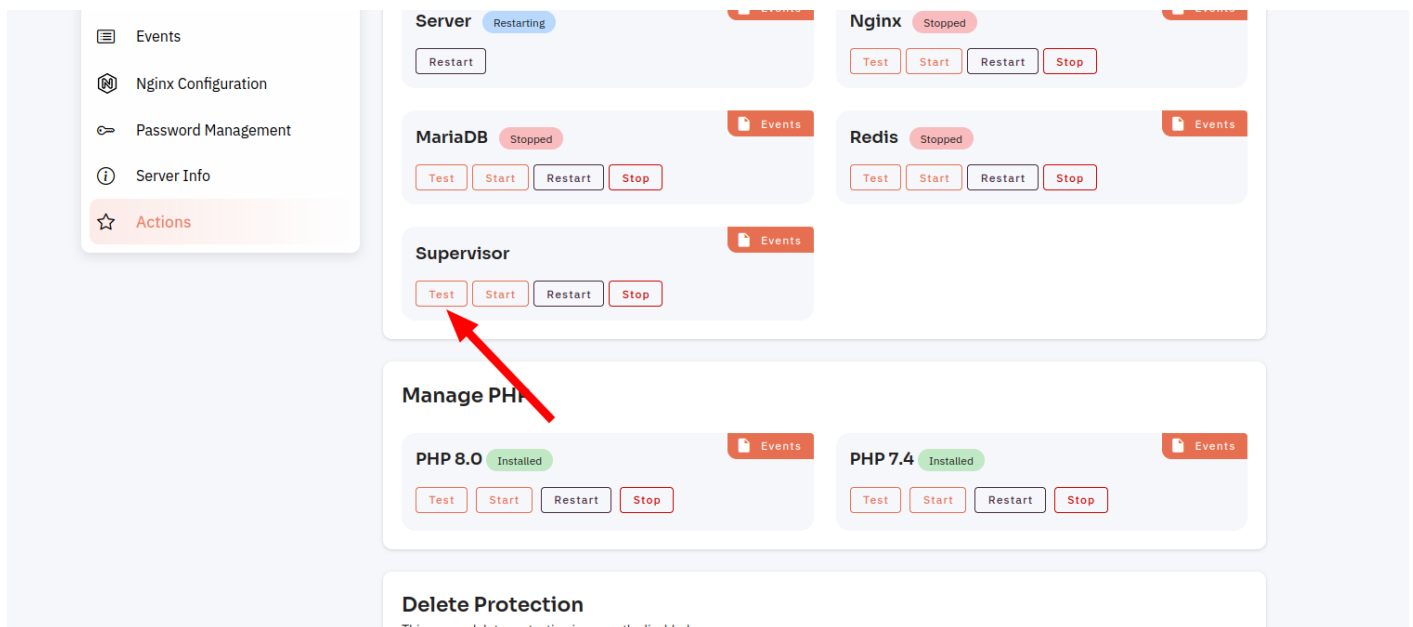 Events
Nginx Configuration
Password Management
Server Info
Actions
Server Restarting
Events
Restart
Nginx Stopped
Events
Test Start Restart Stop
MariaDB Stopped
Events
Test Start Restart Stop
Redis Stopped
Events
Test Start Restart Stop
Supervisor
Events
Test Start Restart Stop
Manage PHP
PHP 8.0 Installed
Events
Test Start Restart Stop
PHP 7.4 Installed
Events
Test Start Restart Stop
Delete Protection